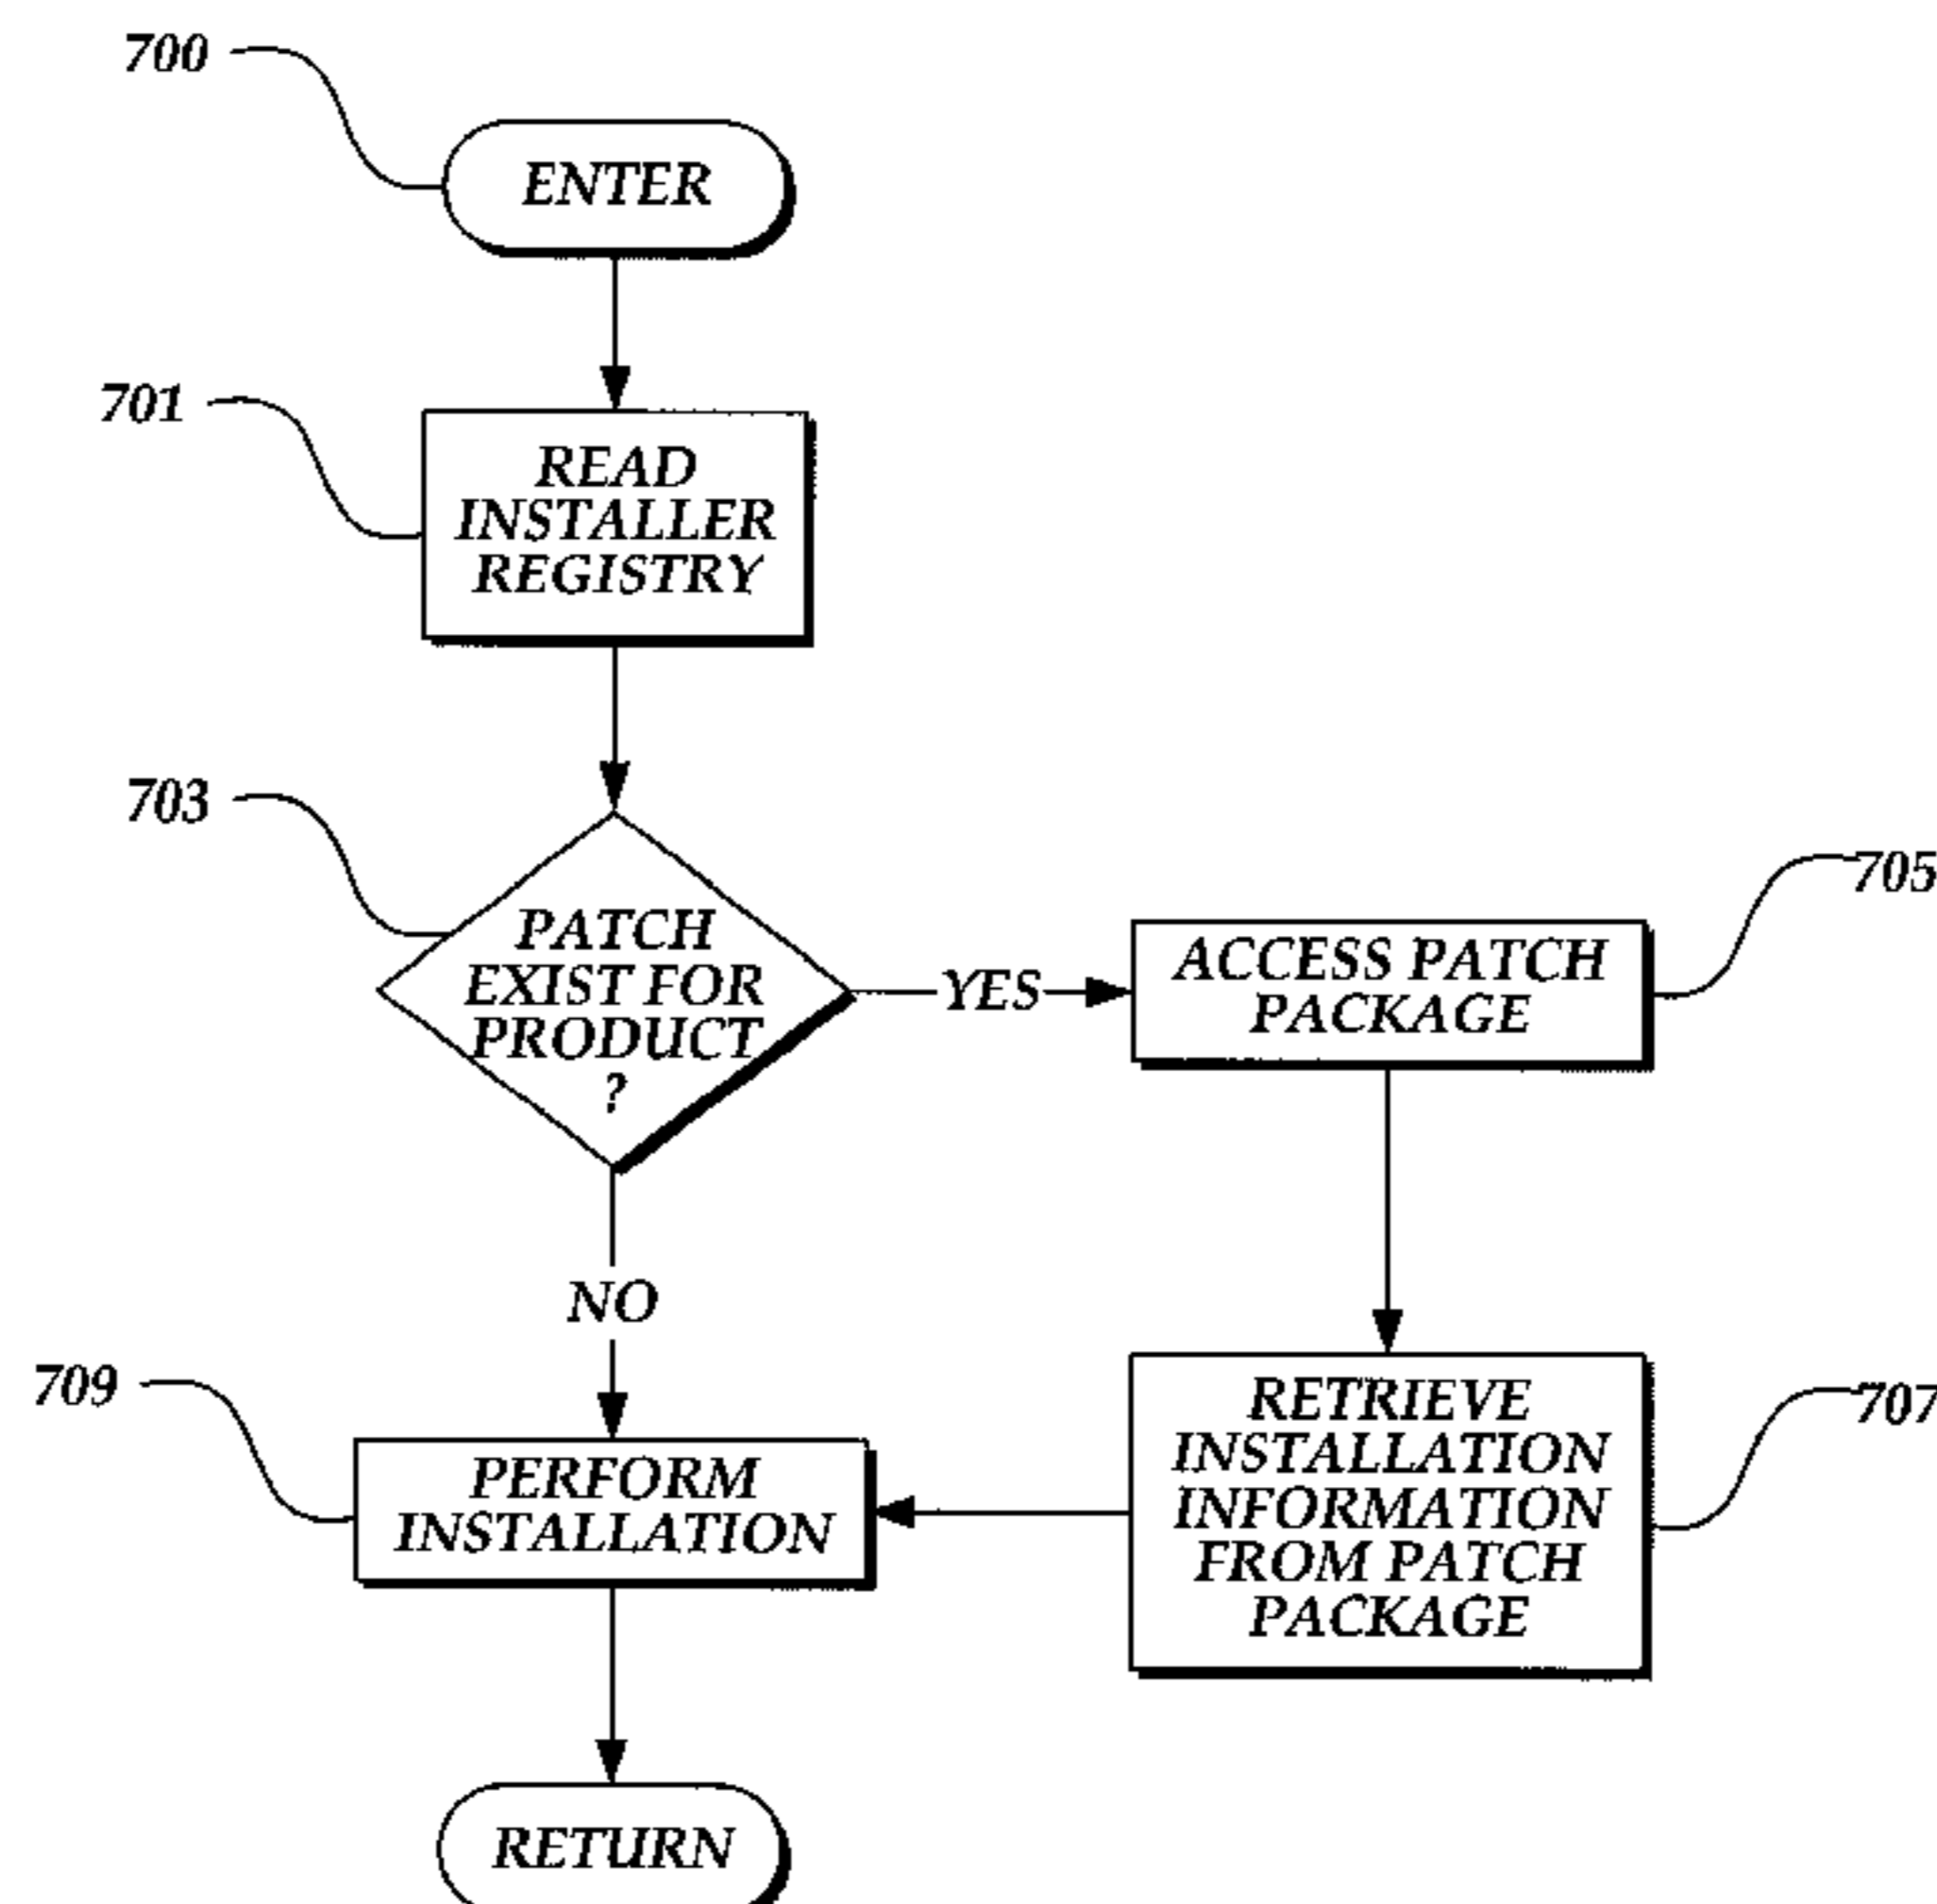 700
ENTER
701
READ
INSTALLER
REGISTRY
703
PATCH
EXIST FOR
PRODUCT
?
YES
705
ACCESS PATCH
PACKAGE
NO
709
PERFORM
INSTALLATION
707
RETRIEVE
INSTALLATION
INFORMATION
FROM PATCH
PACKAGE
RETURN